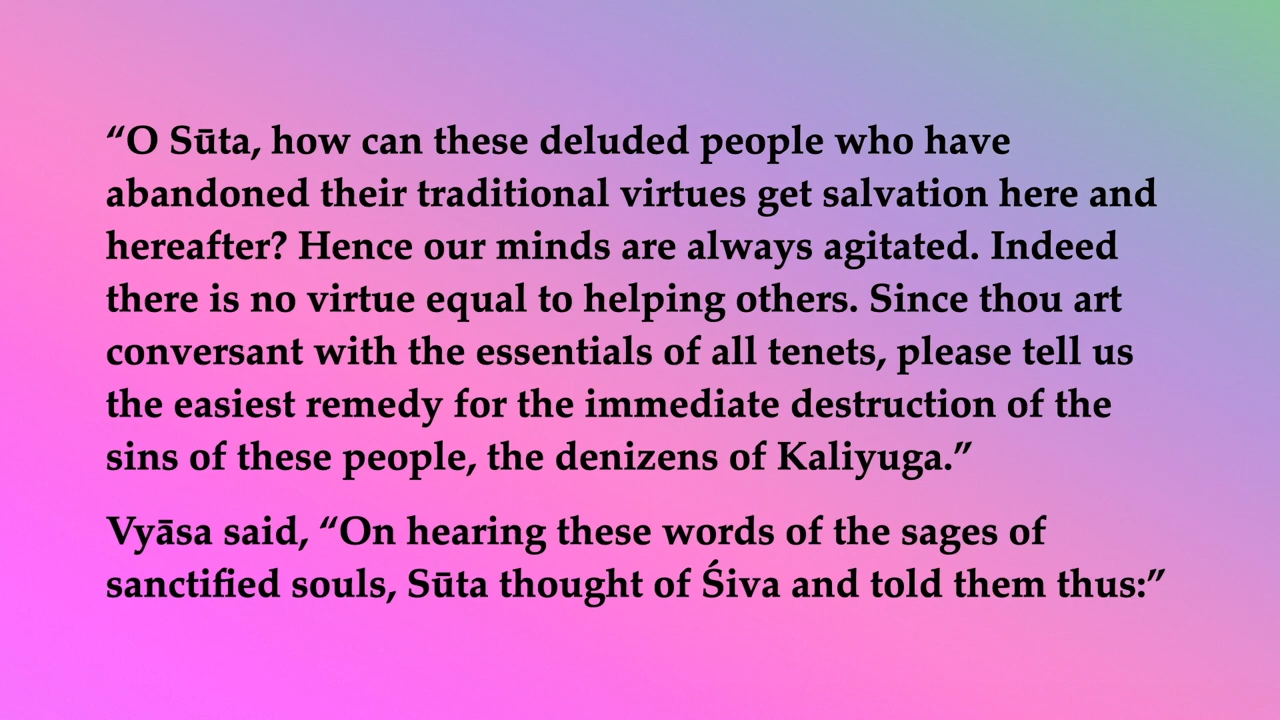 “O Sūta, how can these deluded people who have
abandoned their traditional virtues get salvation here and
hereafter? Hence our minds are always agitated. Indeed
there is no virtue equal to helping others. Since thou art
conversant with the essentials of all tenets, please tell us
the easiest remedy for the immediate destruction of the
sins of these people, the denizens of Kaliyuga.”
Vyāsa said, “On hearing these words of the sages of
sanctified souls, Sūta thought of Śiva and told them thus:”